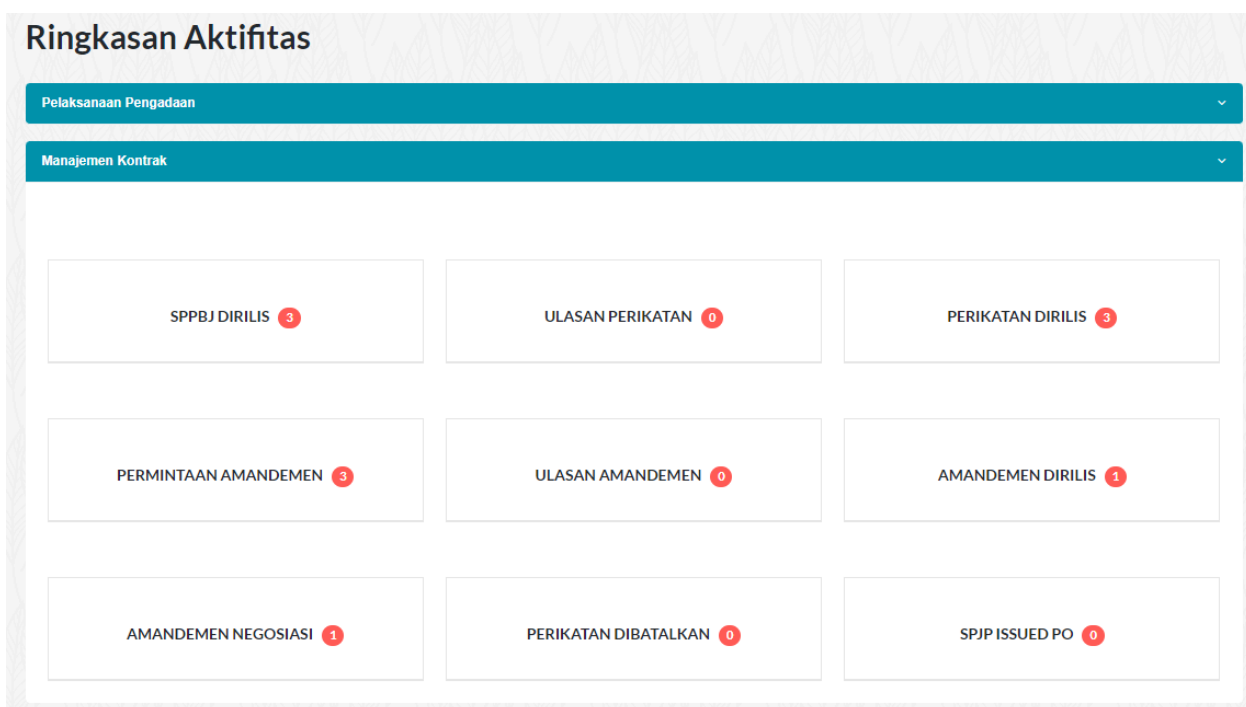 Ringkasan Aktifitas
Pelaksanaan Pengadaan
Manajemen Kontrak
SPPBJ DIRILIS 3
ULASAN PERIKATAN 0
PERIKATAN DIRILIS 3
PERMINTAAN AMANDEMEN 3
ULASAN AMANDEMEN 0
AMANDEMEN DIRILIS 1
AMANDEMEN NEGOSIASI 1
PERIKATAN DIBATALKAN 0
SPJP ISSUED PO 0